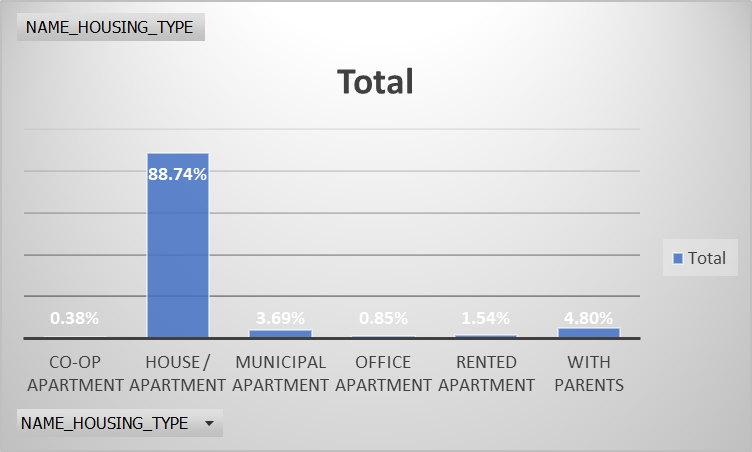 NAME_HOUSING_TYPE
Total
88.74%
0.38%
3.69%
0.85%
1.54%
4.80%
Total
CO-OP
APARTMENT
HOUSE /
APARTMENT
MUNICIPAL
APARTMENT
OFFICE
APARTMENT
RENTED
APARTMENT
WITH
PARENTS
NAME_HOUSING_TYPE